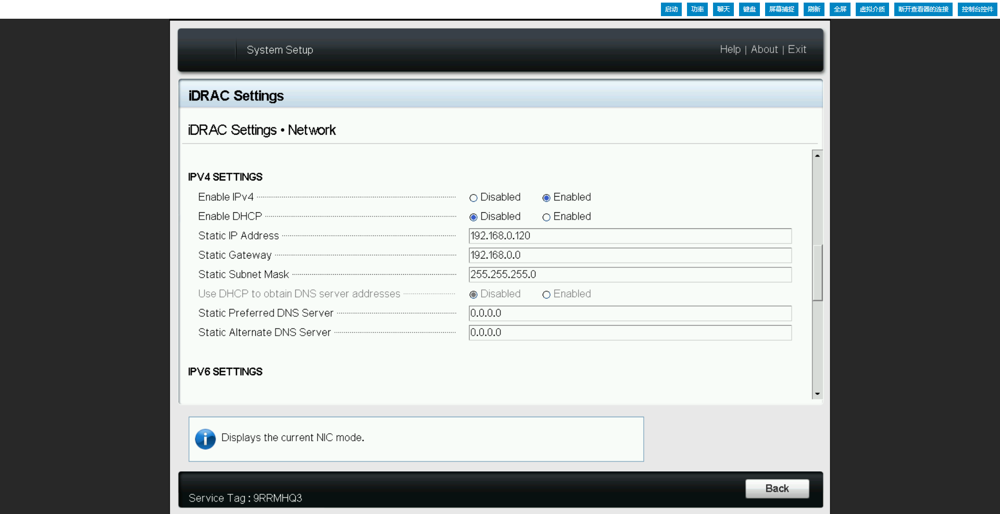 启动 功率 聊天 键盘 屏幕捕捉 刷新 全屏 虚拟介质 断开查看器的连接 控制台控件
System Setup
Help | About | Exit
iDRAC Settings
iDRAC Settings • Network
IPV4 SETTINGS
Enable IPv4 Disabled Enabled
Enable DHCP Disabled Enabled
Static IP Address 192.168.0.120
Static Gateway 192.168.0.0
Static Subnet Mask 255.255.255.0
Use DHCP to obtain DNS server addresses Disabled Enabled
Static Preferred DNS Server 0.0.0.0
Static Alternate DNS Server 0.0.0.0
IPV6 SETTINGS
Displays the current NIC mode.
Service Tag : 9RRMHQ3
Back